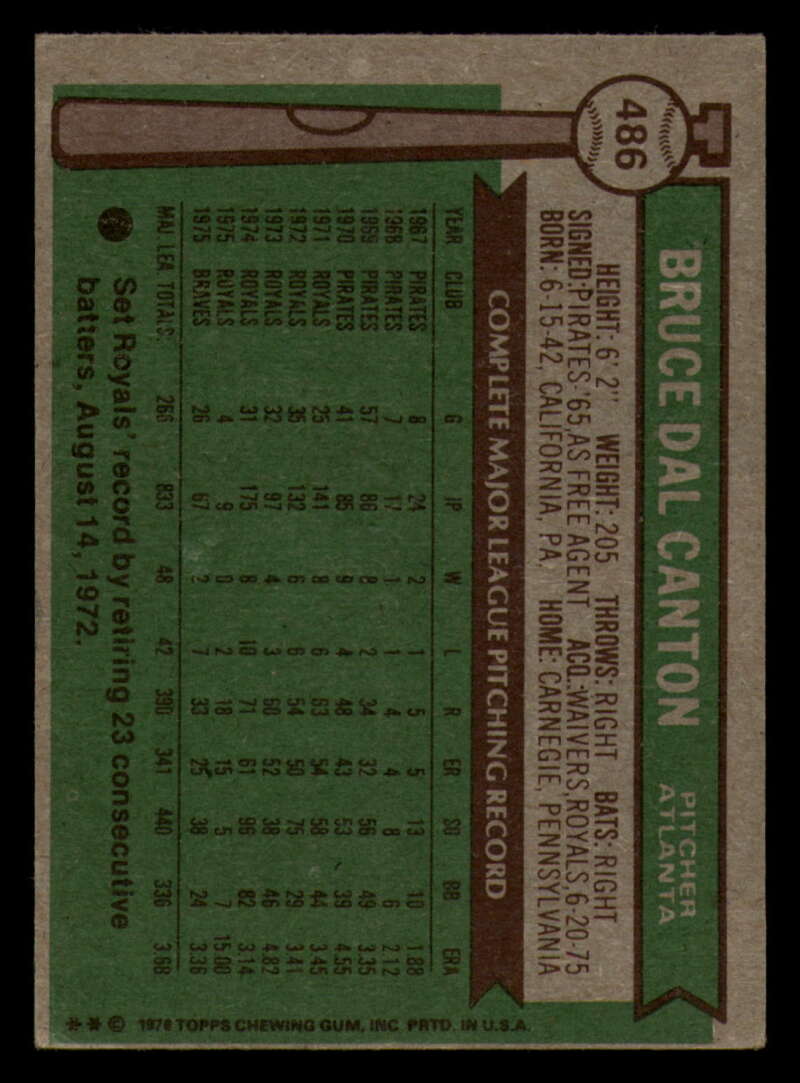 486
BRUCE DAL CANTON PITCHER ATLANTA
HEIGHT: 6'2" WEIGHT: 205 THROWS: RIGHT BATS: RIGHT
SIGNED: PIRATES, '65, AS FREE AGENT ACQ.: WAIVERS, ROYALS, 6-20-75
BORN: 6-15-42, CALIFORNIA, PA. HOME: CARNEGIE, PENNSYLVANIA
COMPLETE MAJOR LEAGUE PITCHING RECORD
YEAR CLUB G IP W L R ER SO BB ERA
1967 PIRATES 8 24 2 1 5 5 13 10 1.88
1968 PIRATES 7 17 1 1 4 4 8 6 2.12
1969 PIRATES 57 86 8 2 34 32 56 49 3.35
1970 PIRATES 41 85 9 4 48 43 53 39 4.55
1971 ROYALS 25 141 8 6 63 54 58 44 3.45
1972 ROYALS 35 132 6 6 54 50 75 29 3.41
1973 ROYALS 32 97 4 3 60 52 38 46 4.82
1974 ROYALS 31 175 8 10 71 61 96 82 3.14
1975 ROYALS 4 9 0 2 18 15 5 7 15.00
1975 BRAVES 26 67 2 7 33 25 38 24 3.36
MAJ. LEA. TOTALS: 266 833 48 42 390 341 440 336 3.68
Set Royals' record by retiring 23 consecutive
batters, August 14, 1972.
** © 1976 TOPPS CHEWING GUM, INC. PRTD. IN U.S.A.